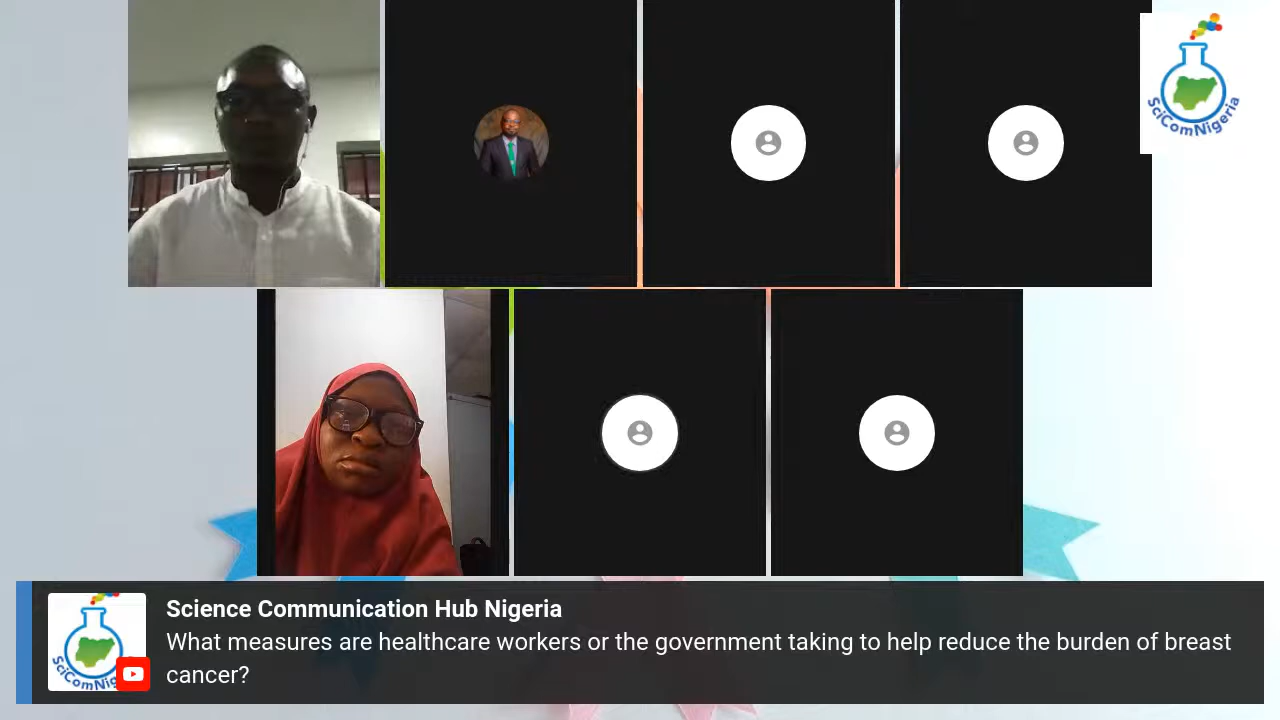 SciComNigeria
Science Communication Hub Nigeria
What measures are healthcare workers or the government taking to help reduce the burden of breast
cancer?
SciComNig